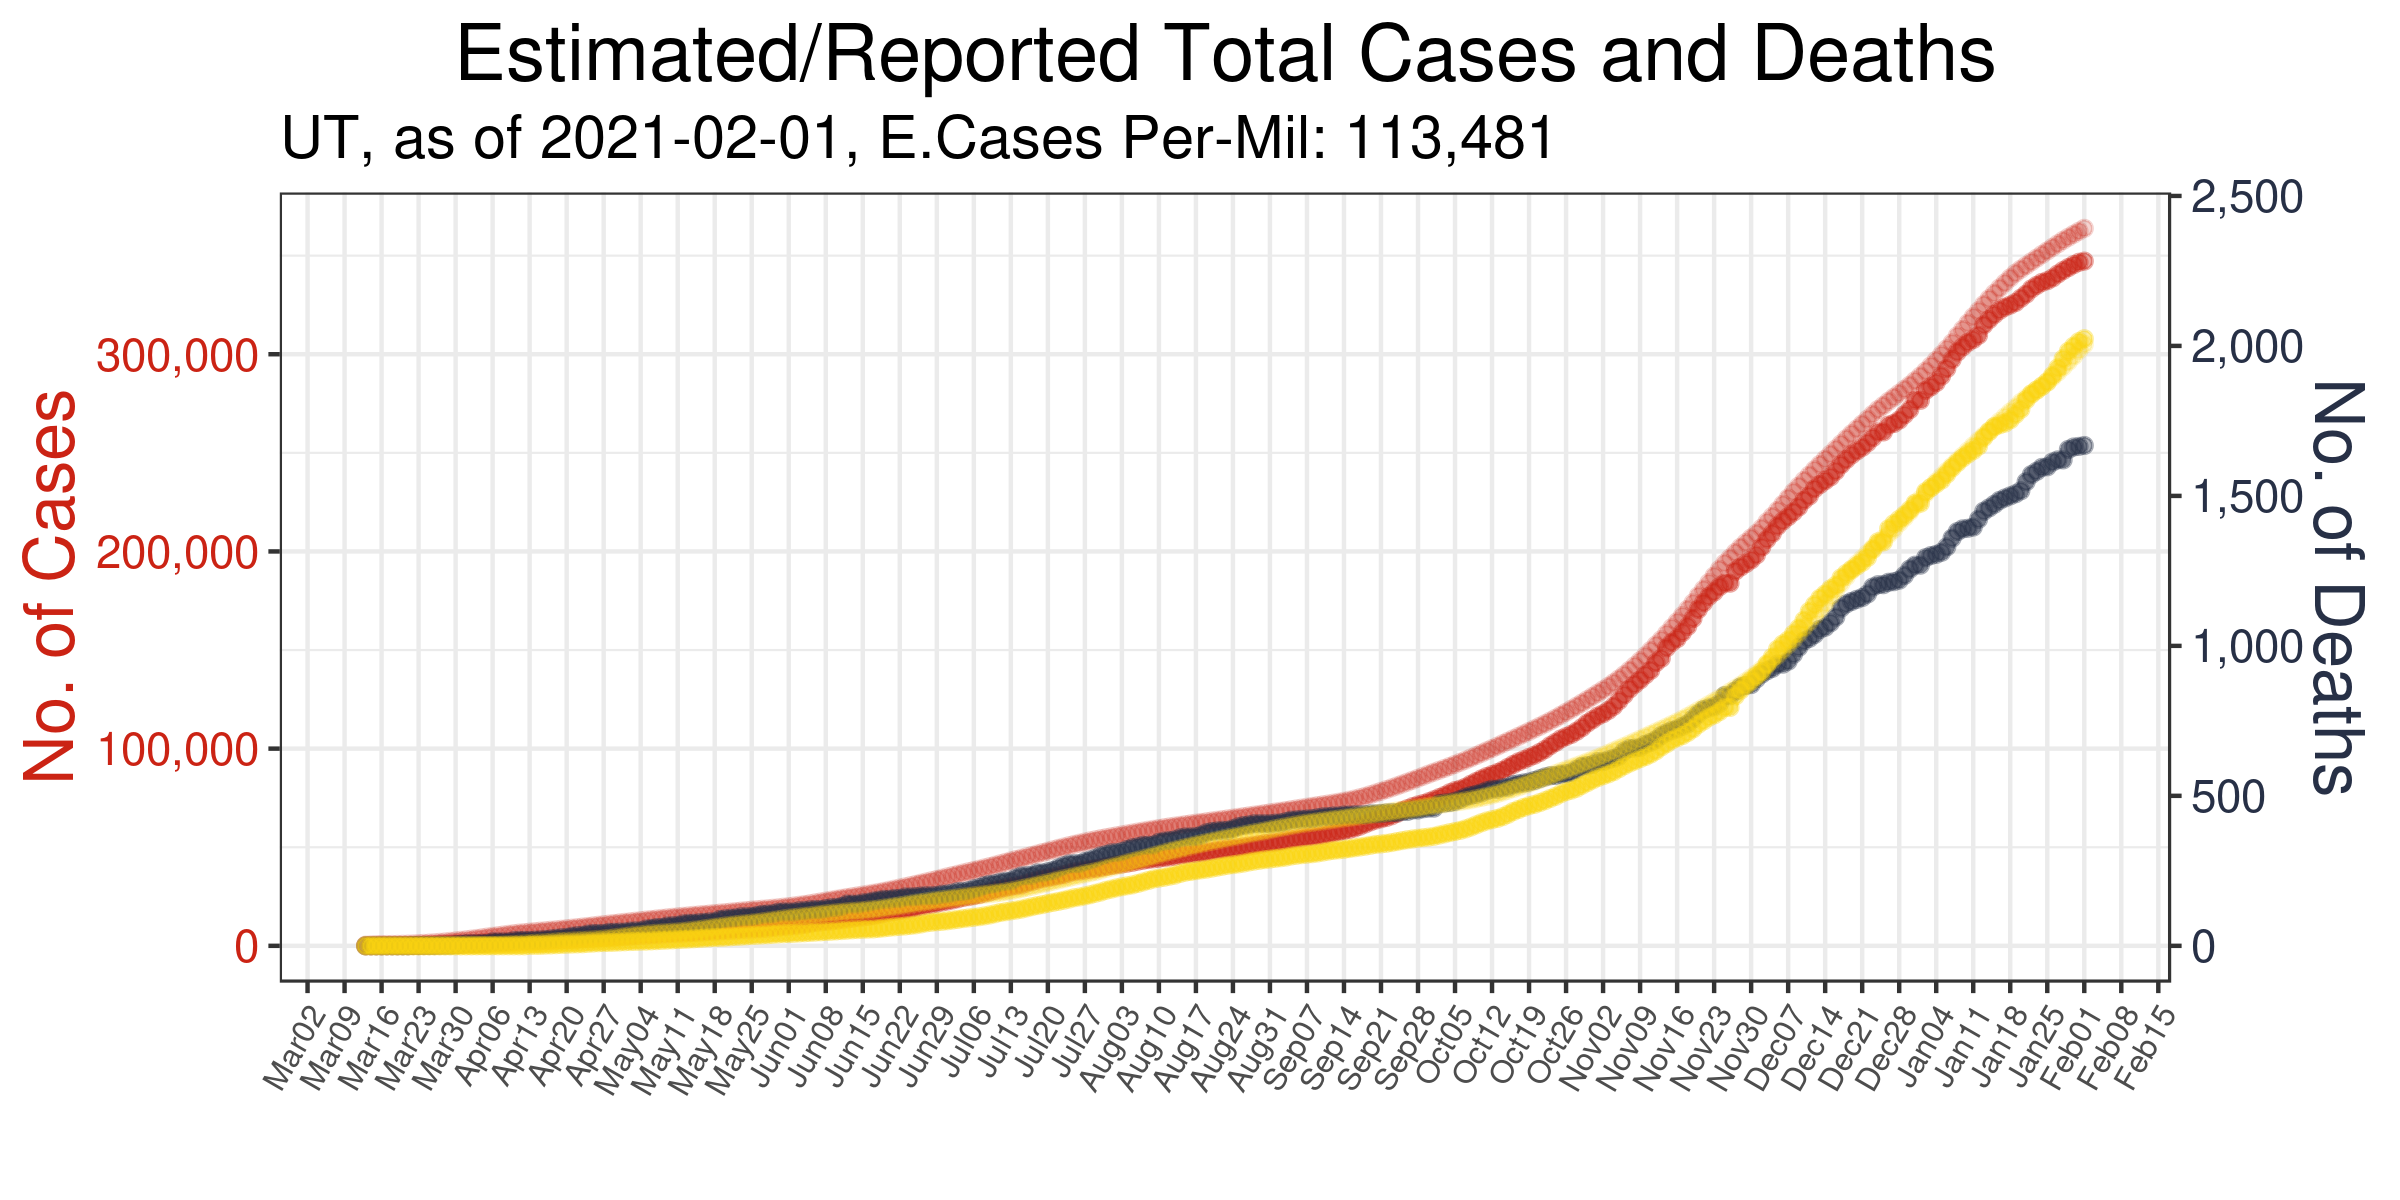 Estimated/Reported Total Cases and Deaths
UT, as of 2021-02-01, E.Cases Per-Mil: 113,481
No. of Cases
300,000
200,000
100,000
0
2,500
2,000
1,500
1,000
500
0
No. of Deaths
Mar02
Mar09
Mar16
Mar23
Mar30
Apr06
Apr13
Apr20
Apr27
May04
May11
May18
May25
Jun01
Jun08
Jun15
Jun22
Jun29
Jul06
Jul13
Jul20
Jul27
Aug03
Aug10
Aug17
Aug24
Aug31
Sep07
Sep14
Sep21
Sep28
Oct05
Oct12
Oct19
Oct26
Nov02
Nov09
Nov16
Nov23
Nov30
Dec07
Dec14
Dec21
Dec28
Jan04
Jan11
Jan18
Jan25
Feb01
Feb08
Feb15